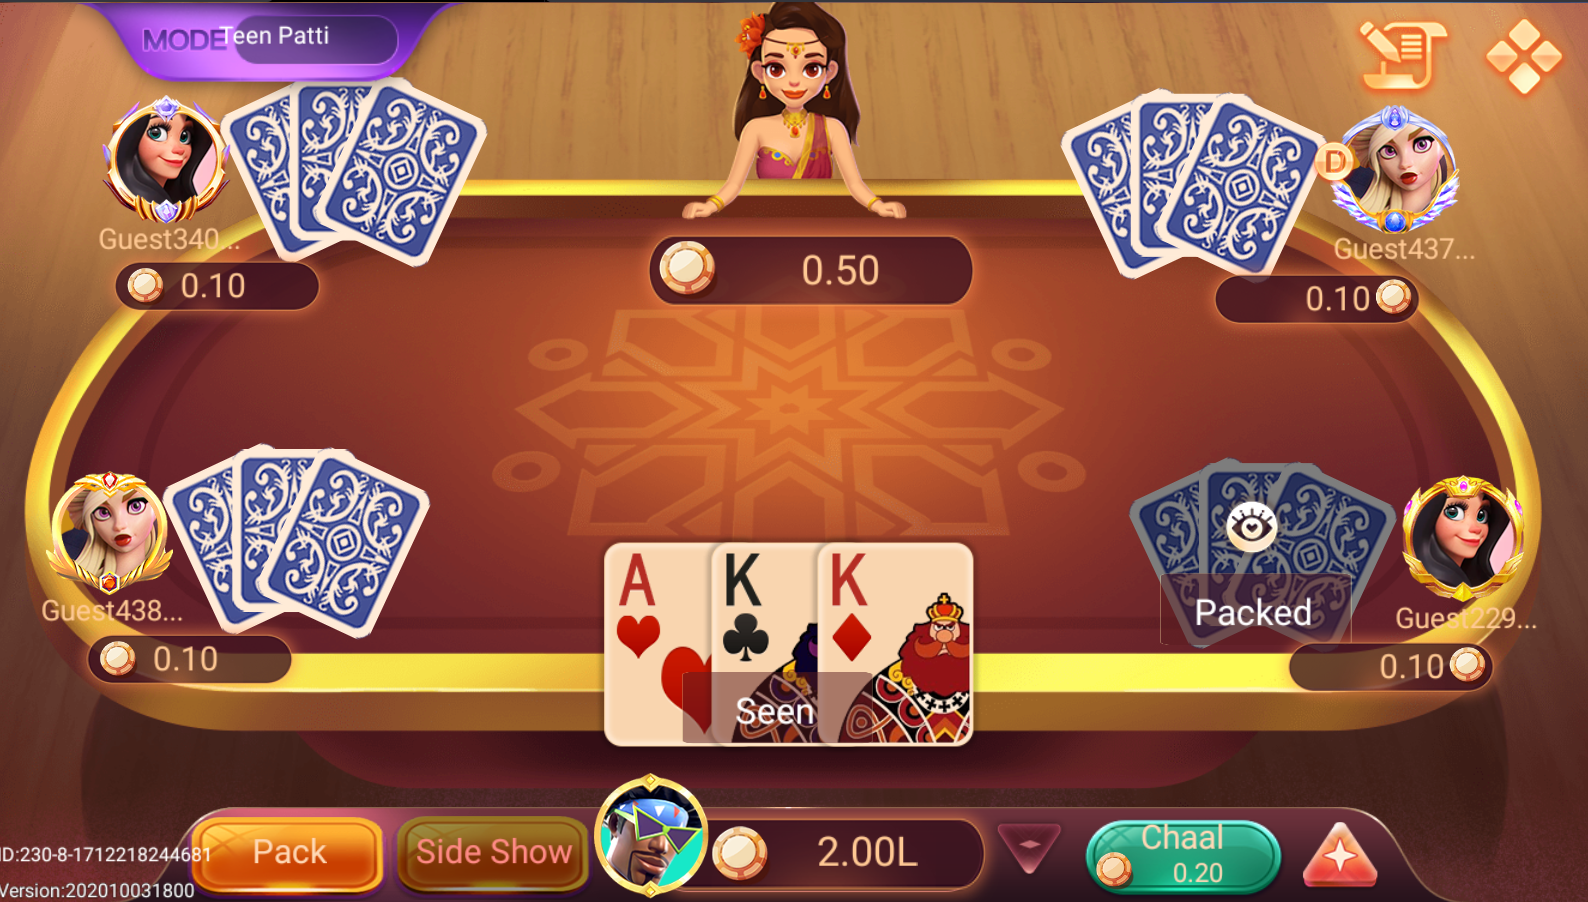 MODE Teen Patti
D
Guest340...
0.10
Guest437...
0.10
0.50
Guest438...
0.10
A K K
Seen
Packed
Guest229...
0.10
Pack
Side Show
2.00L
Chaal
0.20
ID:230-8-1712218244681
Version:202010031800